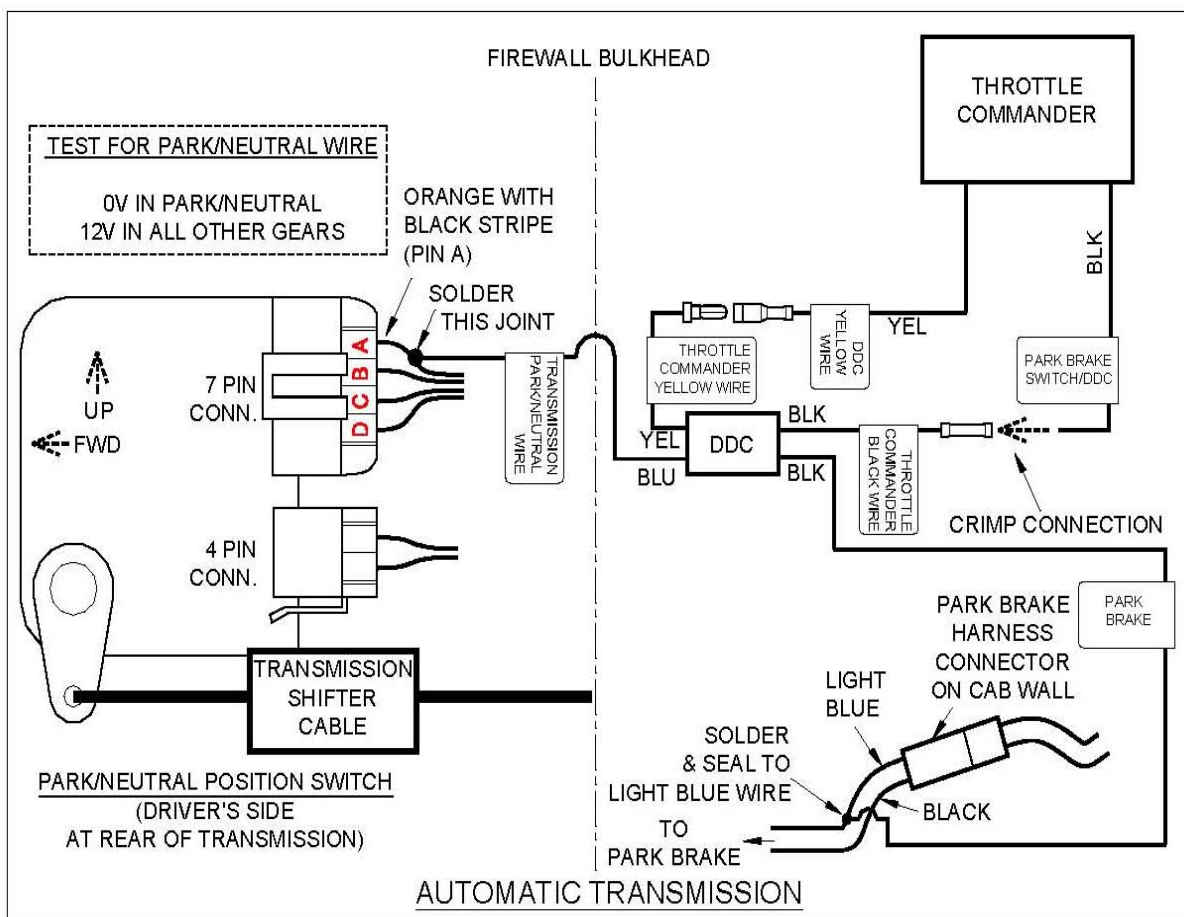 FIREWALL BULKHEAD
THROTTLE
COMMANDER
TEST FOR PARK/NEUTRAL WIRE
0V IN PARK/NEUTRAL
12V IN ALL OTHER GEARS
ORANGE WITH
BLACK STRIPE
(PIN A)
SOLDER
THIS JOINT
BLK
YEL
DDC
YELLOW
WIRE
THROTTLE
COMMANDER
YELLOW WIRE
PARK BRAKE
SWITCH/DDC
UP
FWD
7 PIN
CONN.
A
B
C
D
TRANSMISSION
PARK/NEUTRAL
WIRE
YEL
BLU
DDC
BLK
BLK
THROTTLE
COMMANDER
BLACK WIRE
CRIMP CONNECTION
4 PIN
CONN.
PARK
BRAKE
PARK BRAKE
HARNESS
CONNECTOR
ON CAB WALL
LIGHT
BLUE
TRANSMISSION
SHIFTER
CABLE
SOLDER
& SEAL TO
LIGHT BLUE WIRE
BLACK
TO
PARK BRAKE
PARK/NEUTRAL POSITION SWITCH
(DRIVER'S SIDE
AT REAR OF TRANSMISSION)
AUTOMATIC TRANSMISSION